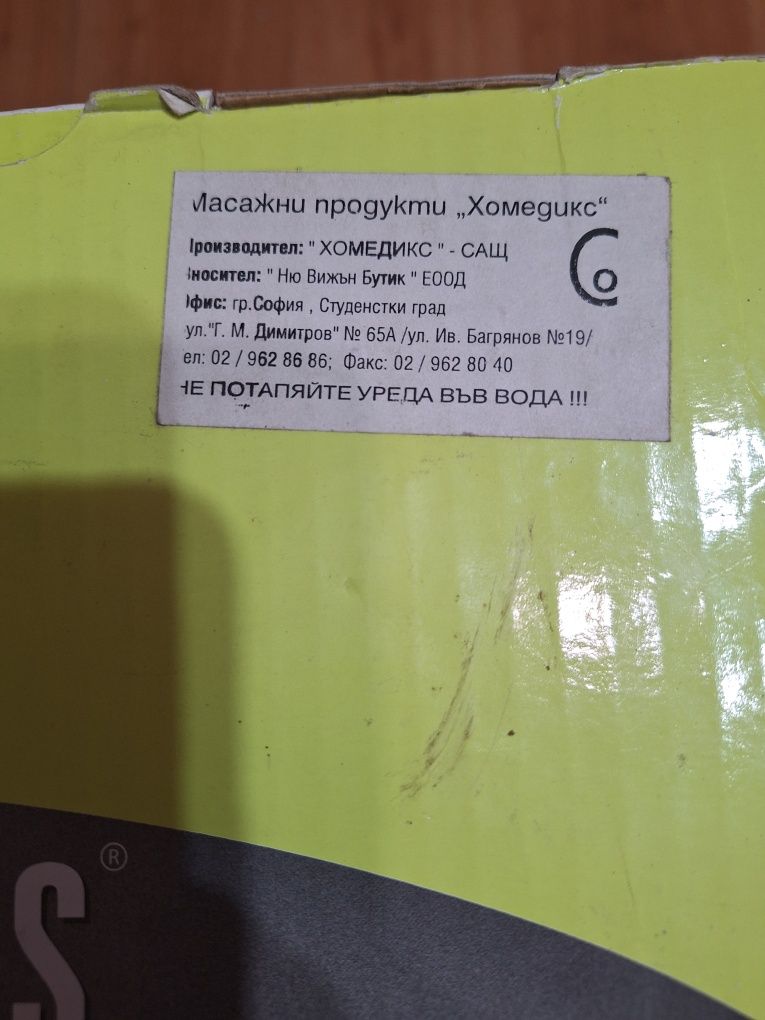 Масажни продукти „Хомедикс“
Производител: " ХОМЕДИКС " - САЩ
Вносител: " Ню Вижън Бутик " ЕООД
Офис: гр.София , Студенстки град
ул."Г. М. Димитров" № 65А /ул. Ив. Багрянов №19/
Тел: 02 / 962 86 86; Факс: 02 / 962 80 40
НЕ ПОТАПЯЙТЕ УРЕДА ВЪВ ВОДА !!!
S®